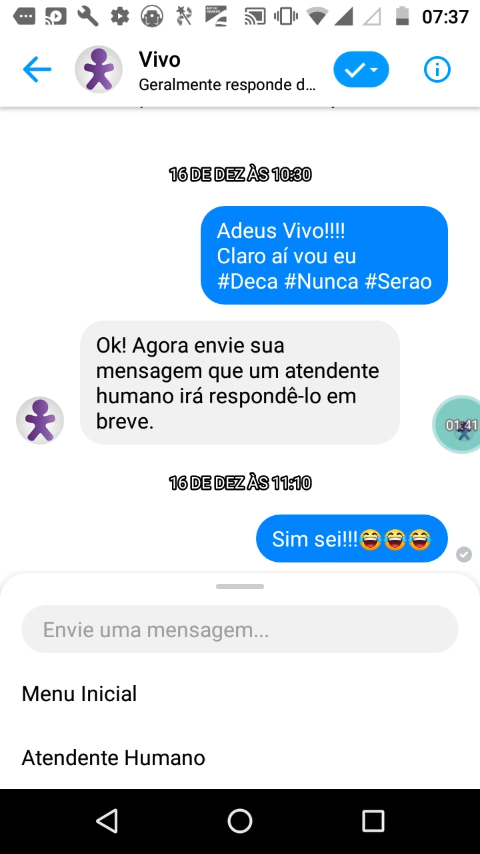 07:37
Vivo
Geralmente responde d...
16 DE DEZ ÀS 10:30
Adeus Vivo!!!!
Claro aí vou eu
#Deca #Nunca #Serao
Ok! Agora envie sua
mensagem que um atendente
humano irá respondê-lo em
breve.
01:41
16 DE DEZ ÀS 11:10
Sim sei!!!😂😂😂
Envie uma mensagem...
Menu Inicial
Atendente Humano